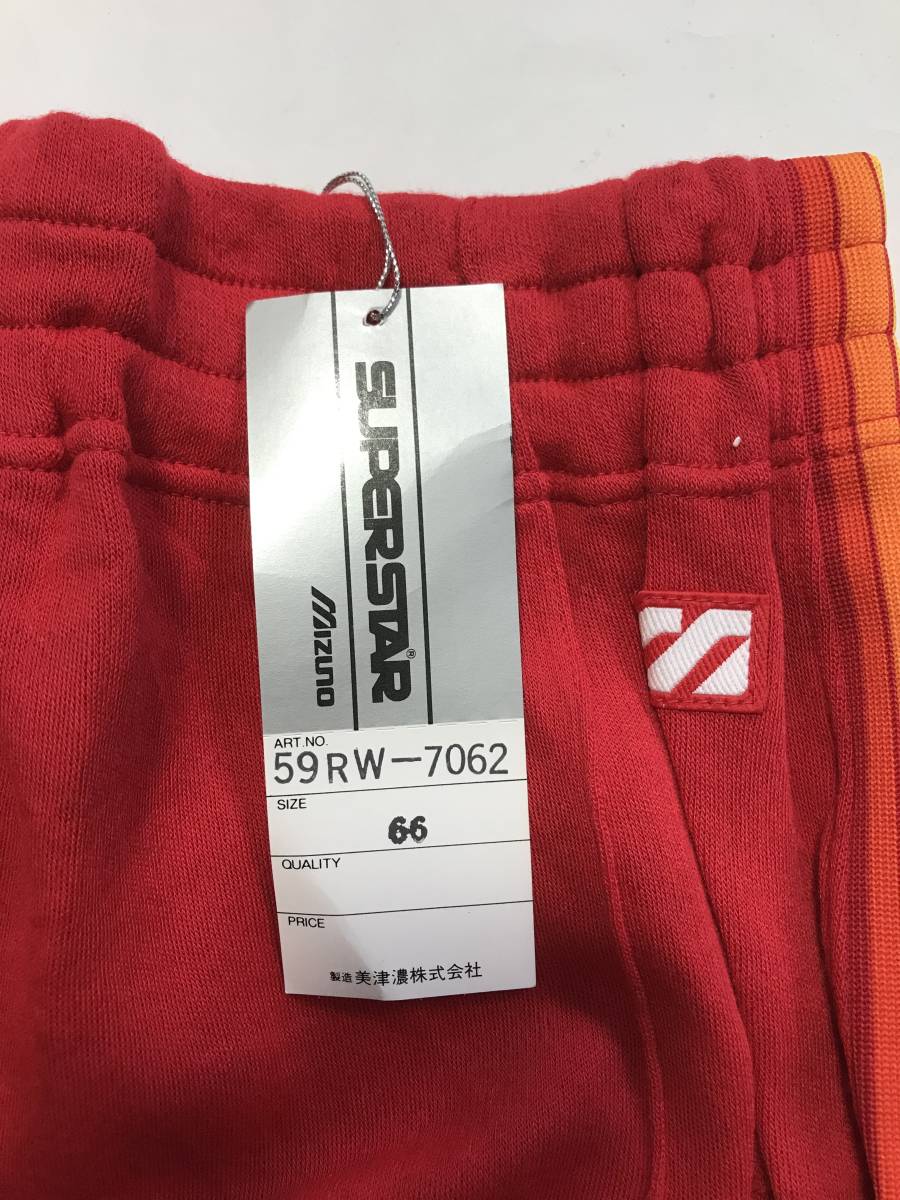 SUPERSTAR®
Mizuno
ART.NO.
59RW-7062
SIZE
66
QUALITY
PRICE
製造 美津濃株式会社